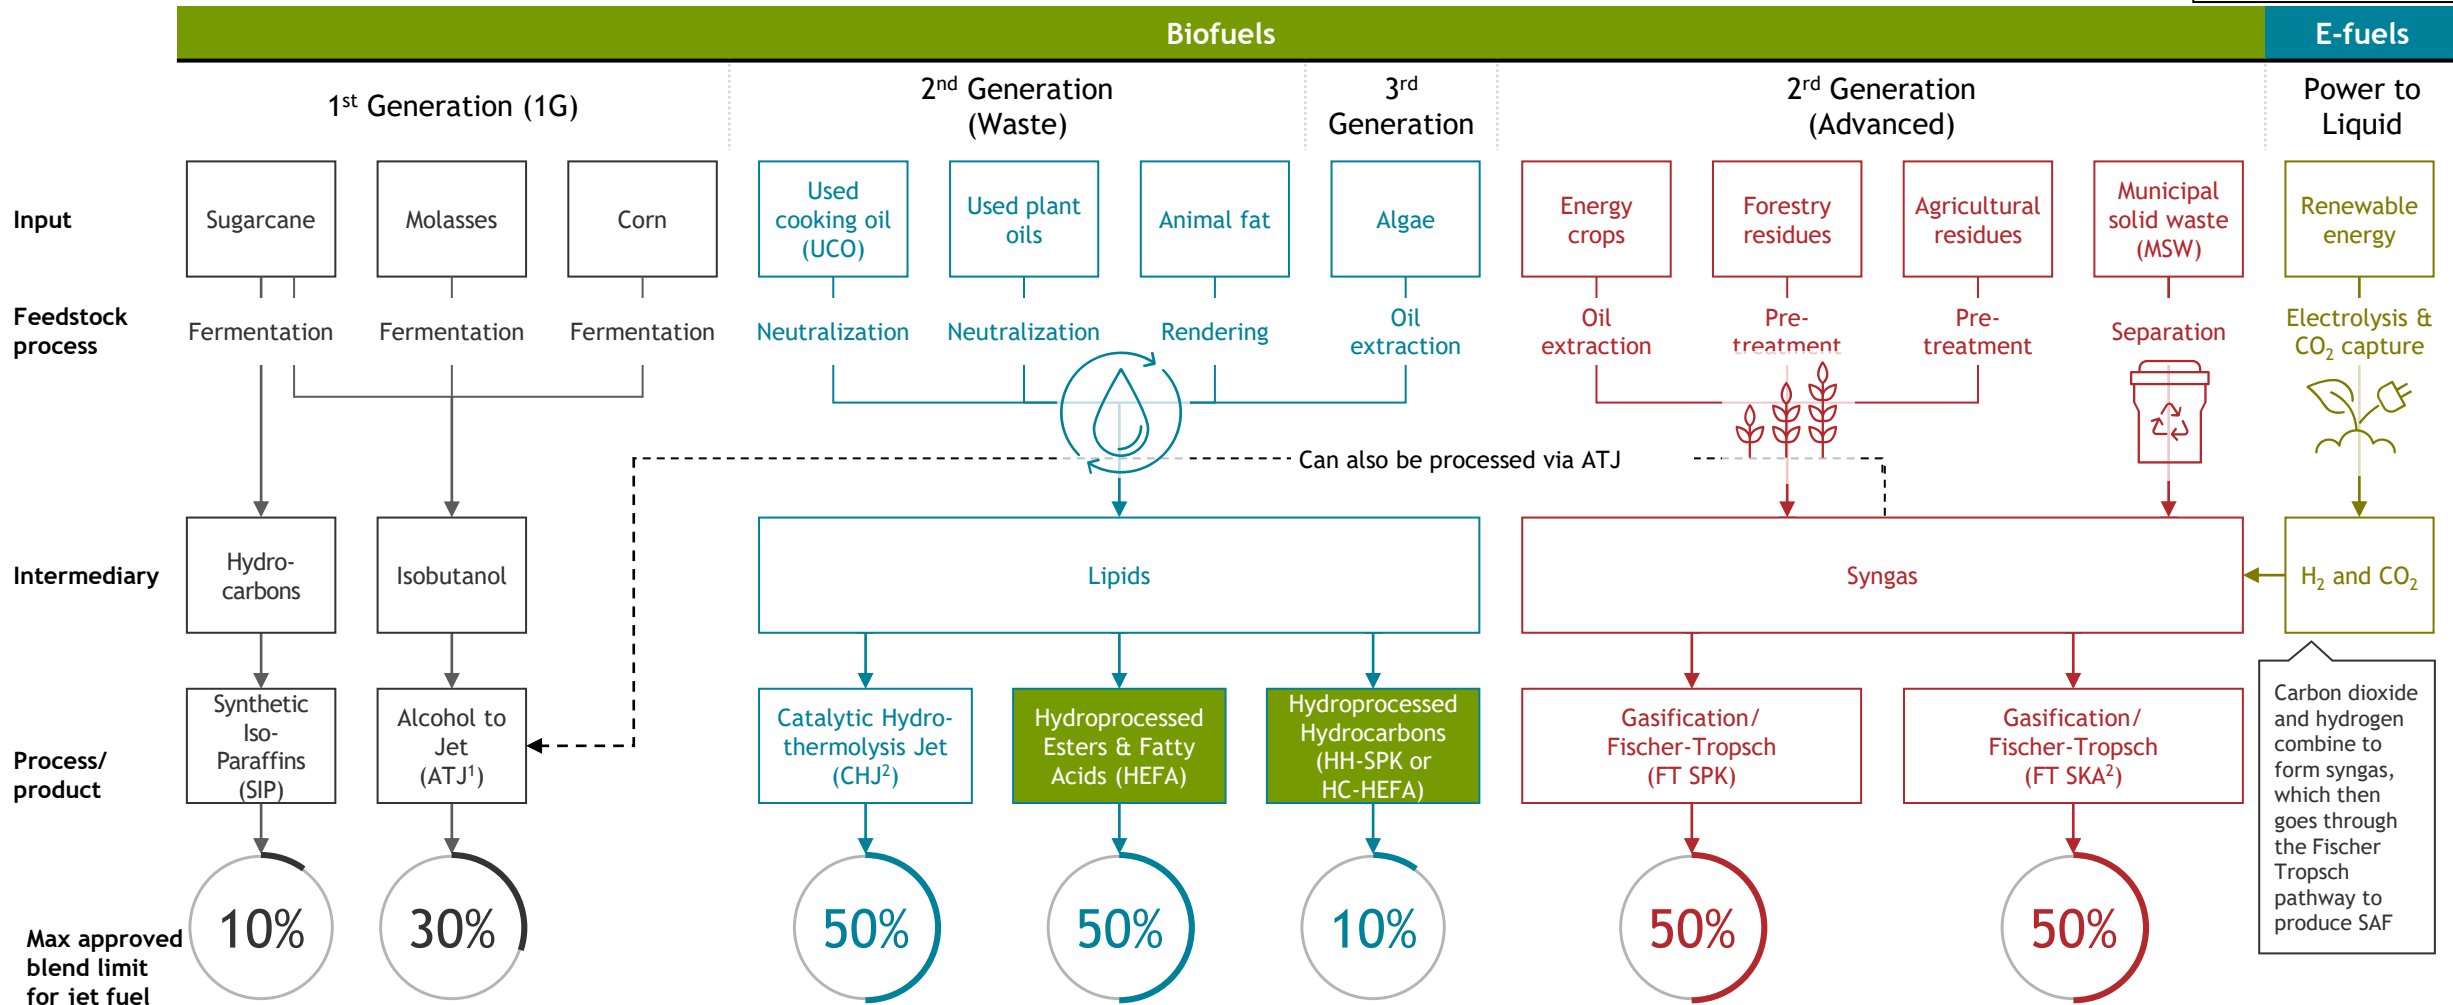 Biofuels
E-fuels
1st Generation (1G)
2nd Generation
(Waste)
3rd
Generation
2rd Generation
(Advanced)
Power to
Liquid
Input
Sugarcane
Molasses
Corn
Used
cooking oil
(UCO)
Used plant
oils
Animal fat
Algae
Energy
crops
Forestry
residues
Agricultural
residues
Municipal
solid waste
(MSW)
Renewable
energy
Feedstock
process
Fermentation
Fermentation
Fermentation
Neutralization
Neutralization
Rendering
Oil
extraction
Oil
extraction
Pre-
treatment
Pre-
treatment
Separation
Electrolysis &
CO2 capture
Can also be processed via ATJ
Intermediary
Hydro-
carbons
Isobutanol
Lipids
Syngas
H2 and CO2
Process/
product
Synthetic
Iso-
Paraffins
(SIP)
Alcohol to
Jet
(ATJ1)
Catalytic Hydro-
thermolysis Jet
(CHJ2)
Hydroprocessed
Esters & Fatty
Acids (HEFA)
Hydroprocessed
Hydrocarbons
(HH-SPK or
HC-HEFA)
Gasification/
Fischer-Tropsch
(FT SPK)
Gasification/
Fischer-Tropsch
(FT SKA2)
Carbon dioxide
and hydrogen
combine to
form syngas,
which then
goes through
the Fischer
Tropsch
pathway to
produce SAF
Max approved
blend limit
for jet fuel
10%
30%
50%
50%
10%
50%
50%